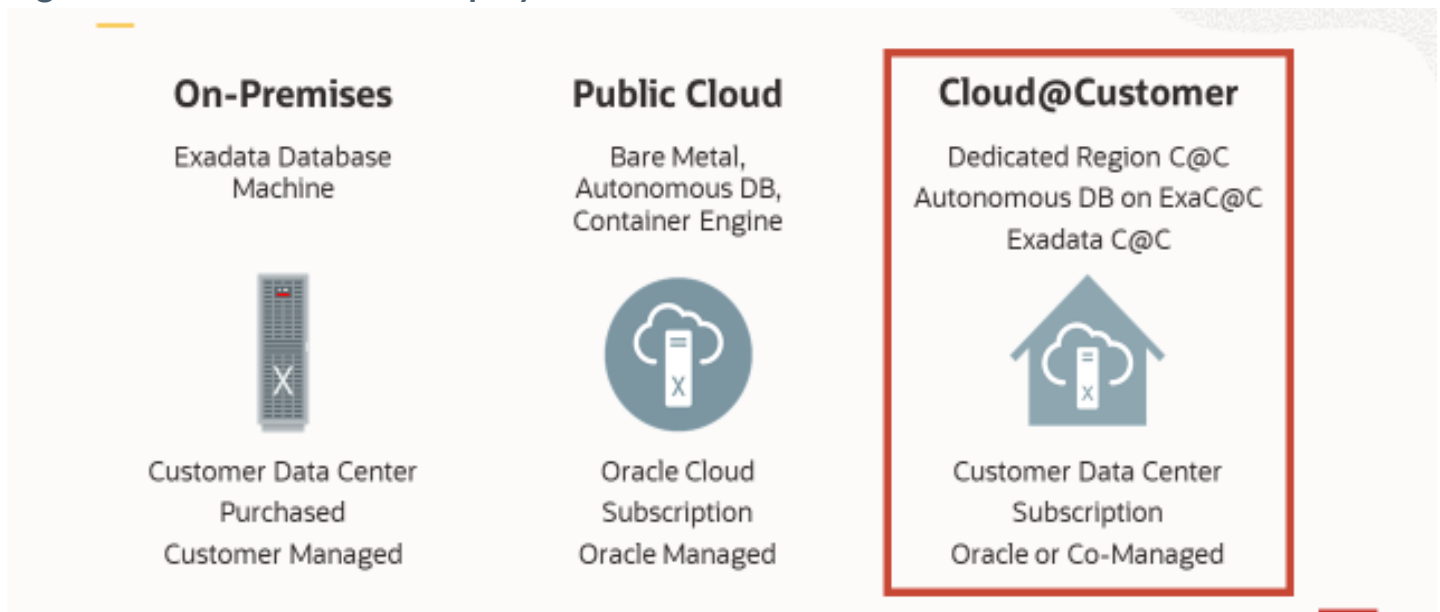 On-Premises
Exadata Database
Machine
X
Customer Data Center
Purchased
Customer Managed
Public Cloud
Bare Metal,
Autonomous DB,
Container Engine
X
Oracle Cloud
Subscription
Oracle Managed
Cloud@Customer
Dedicated Region C@C
Autonomous DB on ExaC@C
Exadata C@C
X
Customer Data Center
Subscription
Oracle or Co-Managed